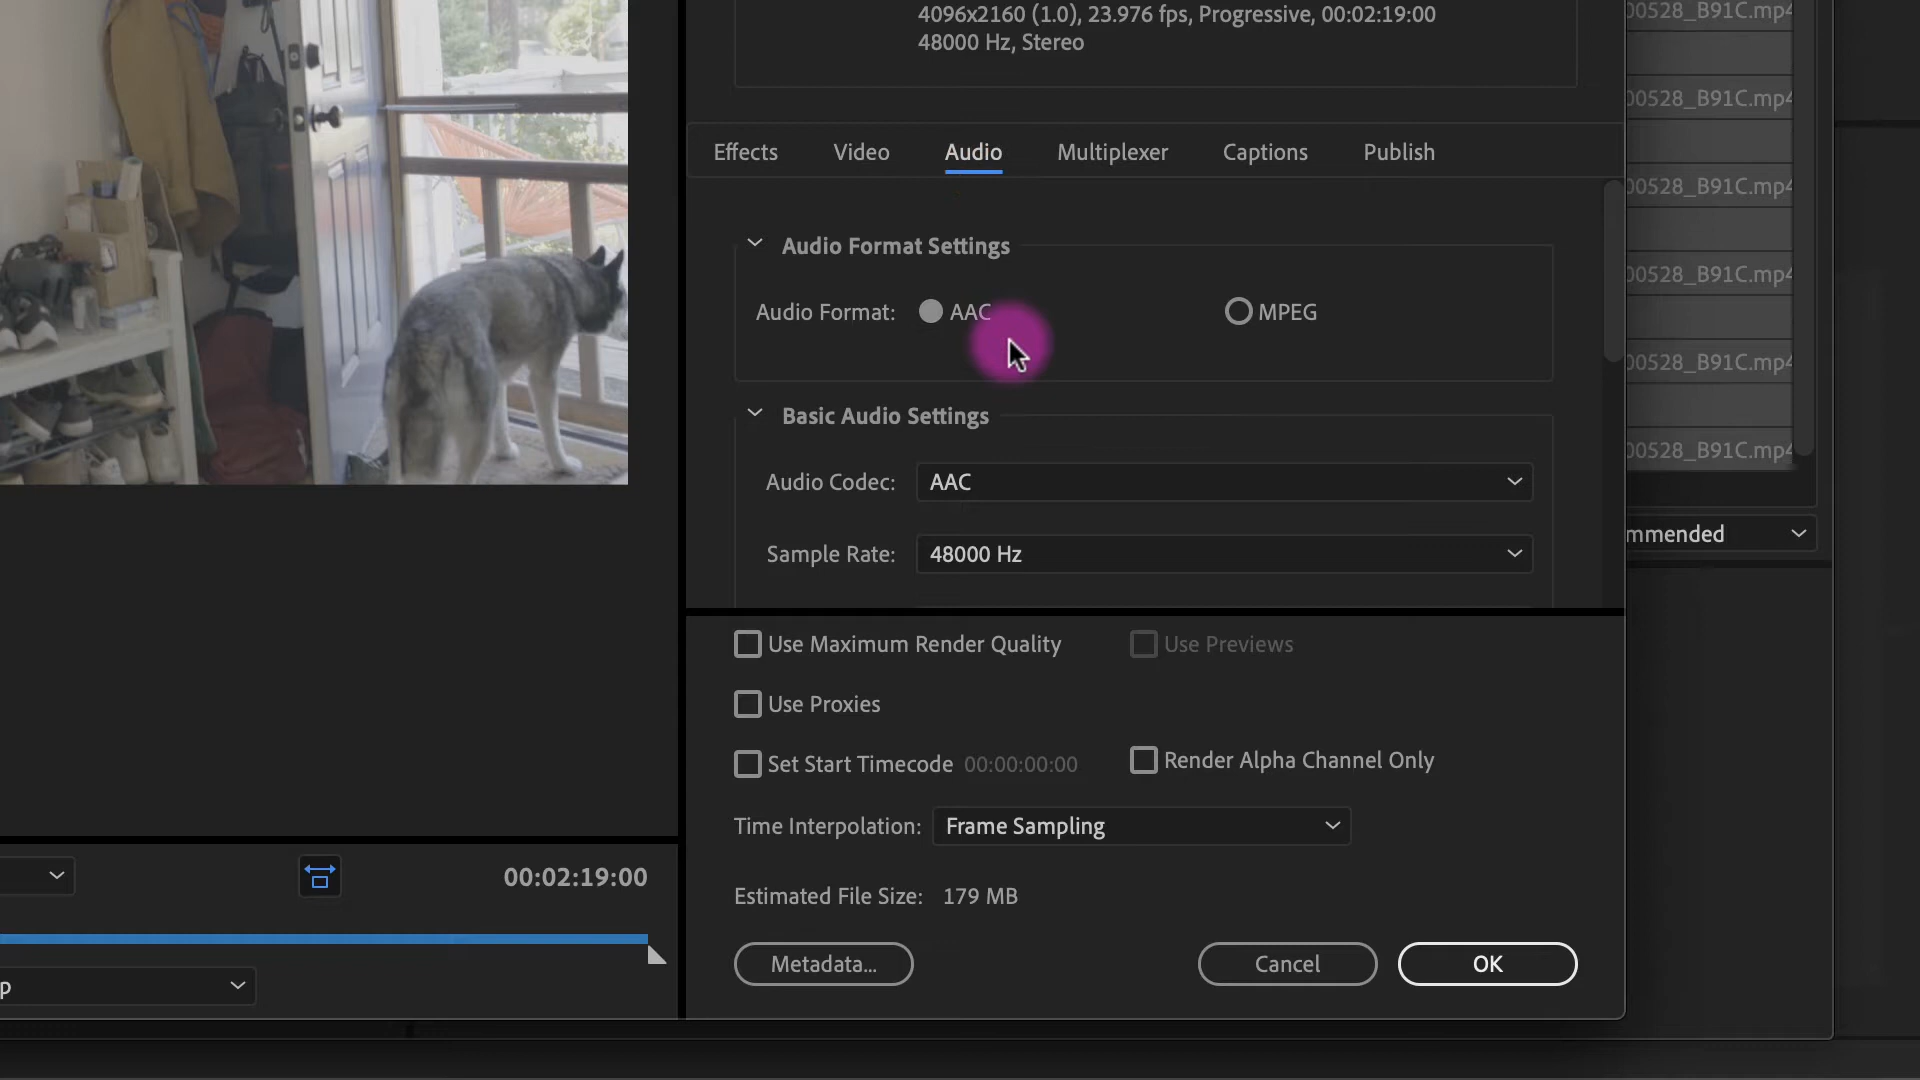 4096x2160 (1.0), 23.976 fps, Progressive, 00:02:19:00
48000 Hz, Stereo
00528_B91C.mp4
00528_B91C.mp4
Effects Video Audio Multiplexer Captions Publish
00528_B91C.mp4
Audio Format Settings
00528_B91C.mp4
Audio Format: AAC MPEG
00528_B91C.mp4
Basic Audio Settings
00528_B91C.mp4
Audio Codec: AAC
mmended
Sample Rate: 48000 Hz
Use Maximum Render Quality Use Previews
Use Proxies
Set Start Timecode 00:00:00:00 Render Alpha Channel Only
Time Interpolation: Frame Sampling
00:02:19:00
Estimated File Size: 179 MB
Metadata... Cancel OK
p